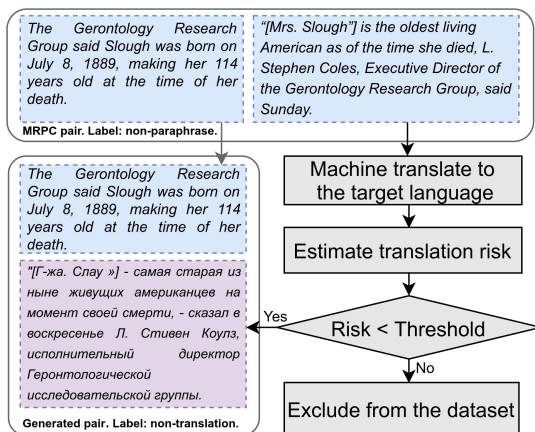 The Gerontology Research
Group said Slough was born on
July 8, 1889, making her 114
years old at the time of her
death.
“[Mrs. Slough”] is the oldest living
American as of the time she died, L.
Stephen Coles, Executive Director of
the Gerontology Research Group, said
Sunday.
MRPC pair. Label: non-paraphrase.
The Gerontology Research
Group said Slough was born on
July 8, 1889, making her 114
years old at the time of her
death.
"[Г-жа. Слау »] - самая старая из
ныне живущих американцев на
момент своей смерти, - сказал в
воскресенье Л. Стивен Коулз,
исполнительный директор
Геронтологической
исследовательской группы.
Generated pair. Label: non-translation.
Machine translate to
the target language
Estimate translation risk
Risk < Threshold
Yes
No
Exclude from the dataset